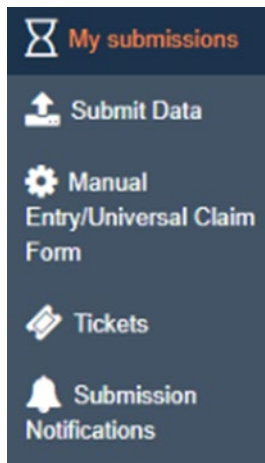 My submissions
Submit Data
Manual
Entry/Universal Claim
Form
Tickets
Submission
Notifications